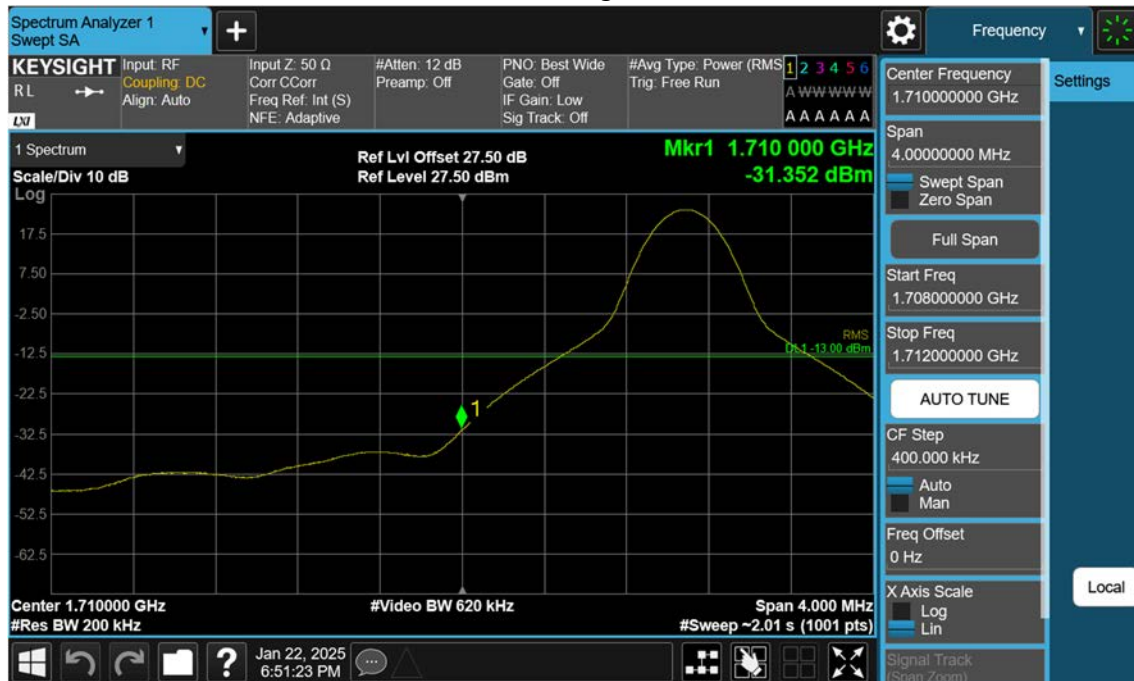 Spectrum Analyzer 1
Swept SA
Frequency
KEYSIGHT
R L
LXI
Input: RF
Coupling: DC
Align: Auto
Input Z: 50 Ω
Corr CCorr
Freq Ref: Int (S)
NFE: Adaptive
#Atten: 12 dB
Preamp: Off
PNO: Best Wide
Gate: Off
IF Gain: Low
Sig Track: Off
#Avg Type: Power (RMS
Trig: Free Run
1 2 3 4 5 6
A W W W W W
A A A A A A
1 Spectrum
Scale/Div 10 dB
Ref Lvl Offset 27.50 dB
Ref Level 27.50 dBm
Mkr1 1.710 000 GHz
-31.352 dBm
Log
17.5
7.50
-2.50
-12.5
-22.5
-32.5
-42.5
-52.5
-62.5
RMS
DL1 -13.00 dBm
1
Center 1.710000 GHz
#Res BW 200 kHz
#Video BW 620 kHz
Span 4.000 MHz
#Sweep ~2.01 s (1001 pts)
Center Frequency
1.710000000 GHz
Span
4.00000000 MHz
Swept Span
Zero Span
Full Span
Start Freq
1.708000000 GHz
Stop Freq
1.712000000 GHz
AUTO TUNE
CF Step
400.000 kHz
Auto
Man
Freq Offset
0 Hz
X Axis Scale
Log
Lin
Signal Track
(Span Zoom)
Settings
Local
?
Jan 22, 2025
6:51:23 PM